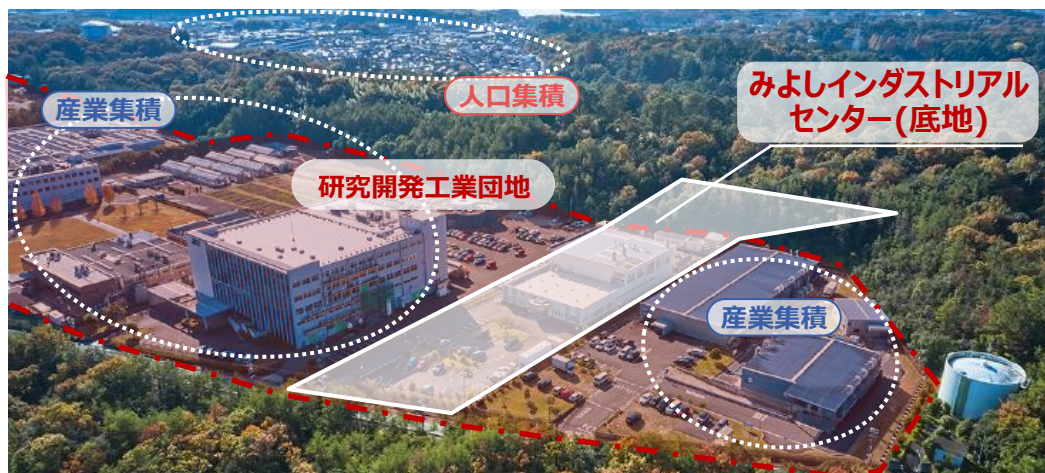 人口集積
みよしインダストリアル
センター(底地)
産業集積
研究開発工業団地
産業集積